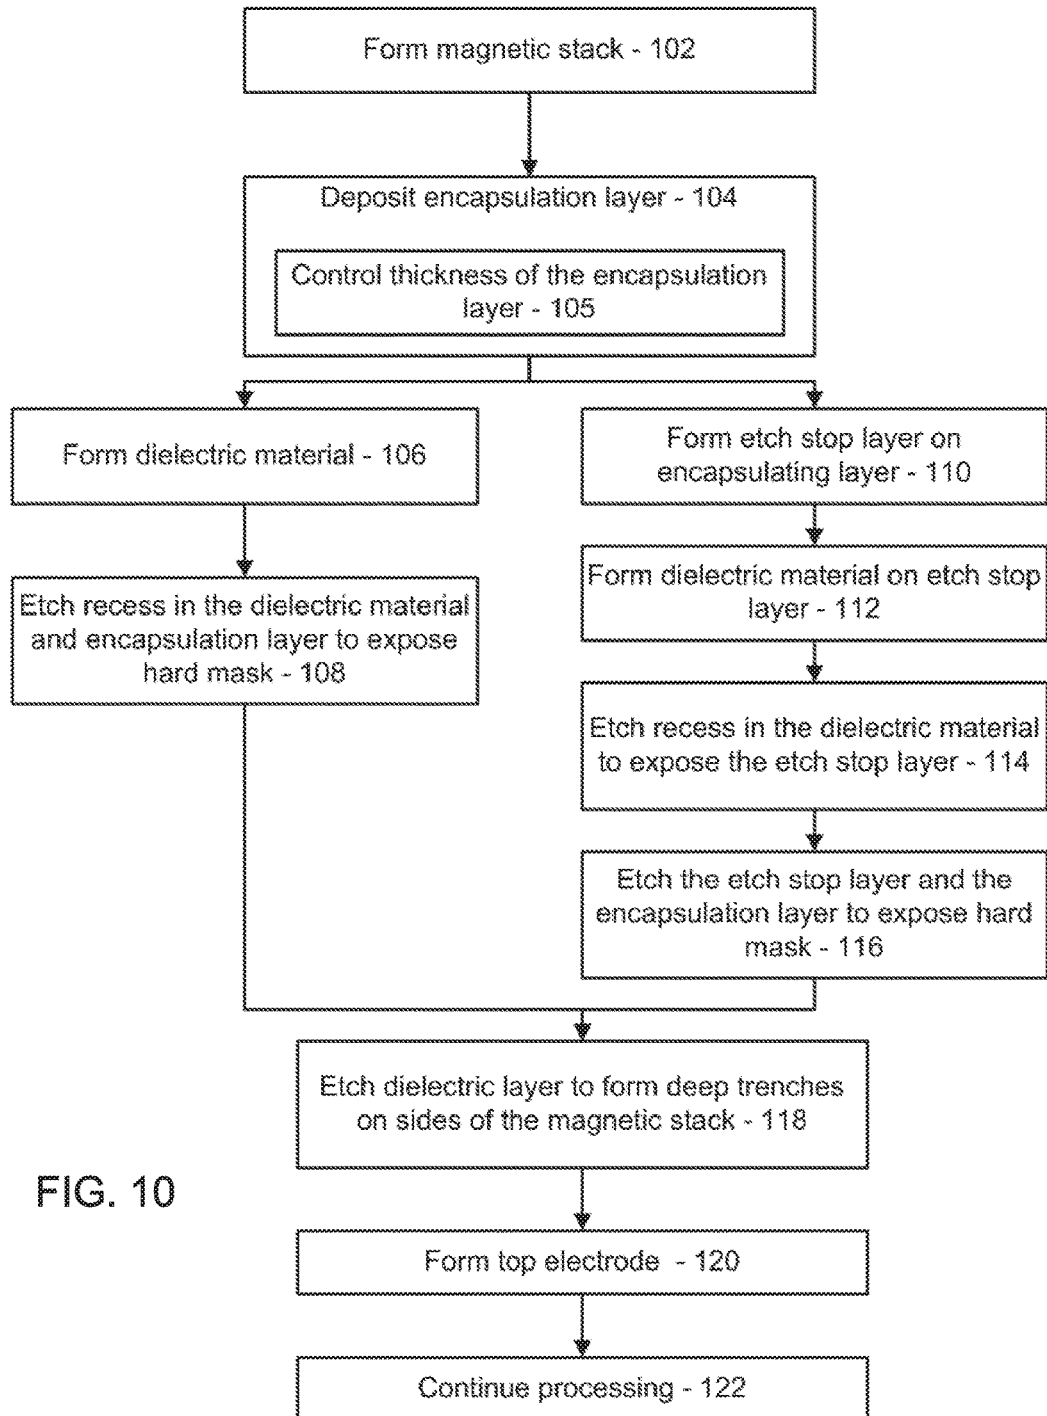 Form magnetic stack - 102
Deposit encapsulation layer - 104
Control thickness of the encapsulation
layer - 105
Form dielectric material - 106
Etch recess in the dielectric material
and encapsulation layer to expose
hard mask - 108
Form etch stop layer on
encapsulating layer - 110
Form dielectric material on etch stop
layer - 112
Etch recess in the dielectric material
to expose the etch stop layer - 114
Etch the etch stop layer and the
encapsulation layer to expose hard
mask - 116
Etch dielectric layer to form deep trenches
on sides of the magnetic stack - 118
FIG. 10
Form top electrode - 120
Continue processing - 122